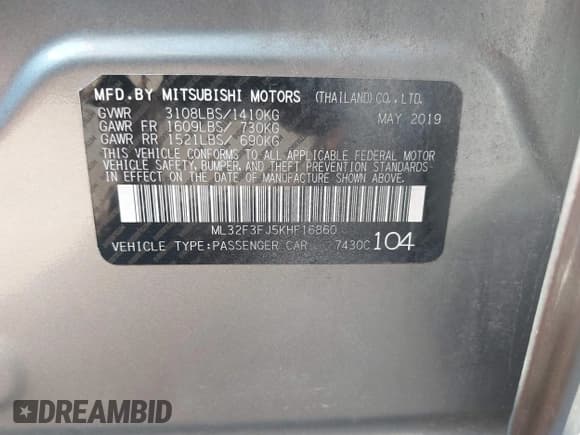 MFD.BY MITSUBISHI MOTORS (THAILAND) CO., LTD.
GVWR 3108LBS/1410KG MAY 2019
GAWR FR 1609LBS/ 730KG
GAWR RR 1521LBS/ 690KG
THIS VEHICLE CONFORMS TO ALL APPLICABLE FEDERAL MOTOR
VEHICLE SAFETY,BUMPER,AND THEFT PREVENTION STANDARDS
IN EFFECT ON THE DATE OF MANUFACTURE SHOWN ABOVE.
ML32F3FJ5KHF16860
VEHICLE TYPE:PASSENGER CAR 7430C 104
DREAMBID